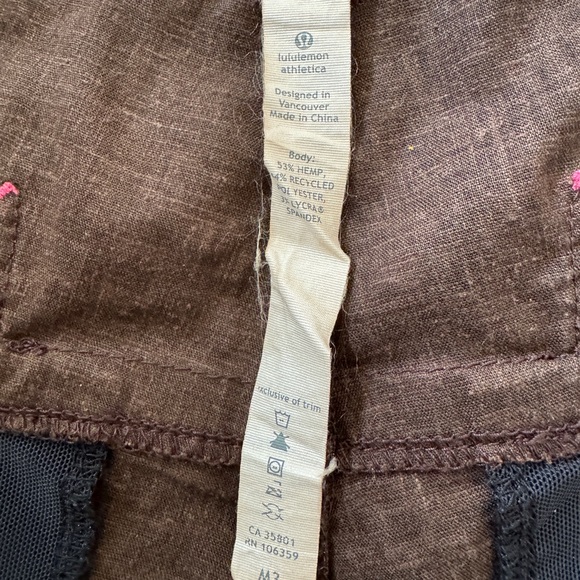 lululemon
athletica
Designed in
Vancouver
Made in China
Body:
53% HEMP,
44% RECYCLED
POLYESTER,
3% LYCRA®
SPANDEX
exclusive of trim
CA 35801
RN 106359